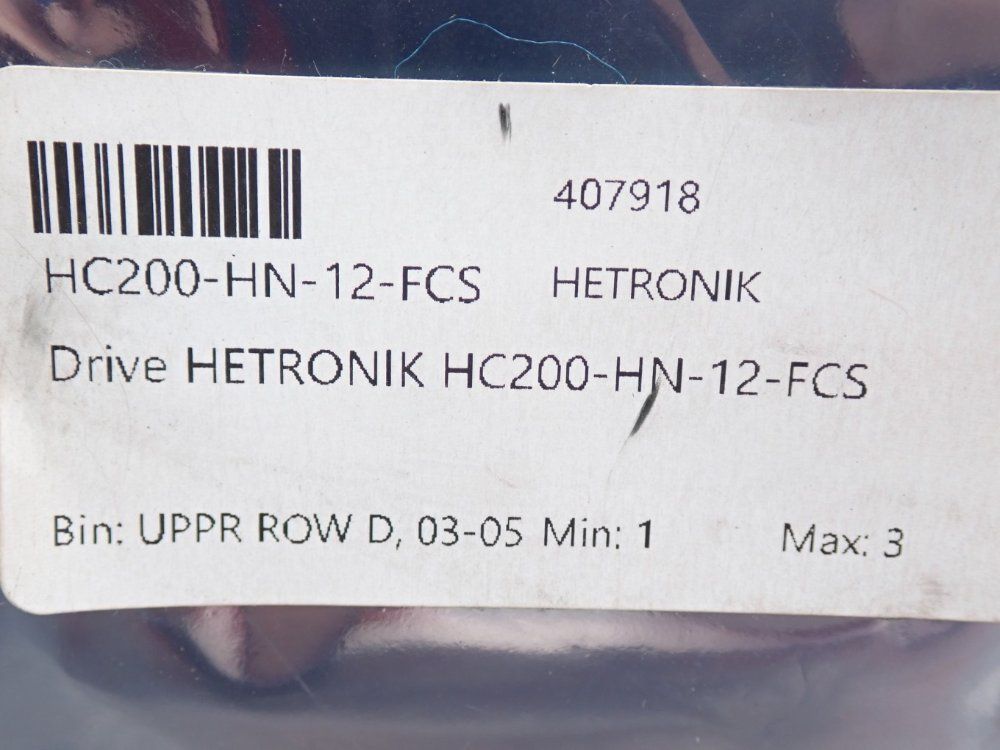 407918
HC200-HN-12-FCS HETRONIK
Drive HETRONIK HC200-HN-12-FCS
Bin: UPPR ROW D, 03-05 Min: 1 Max: 3